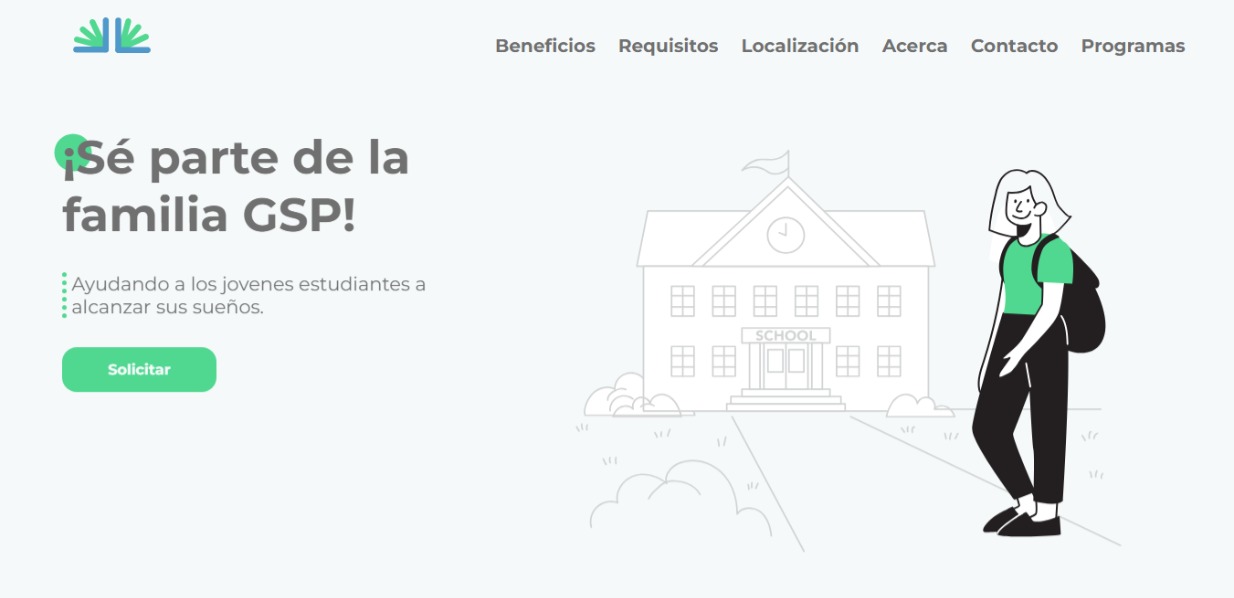 Beneficios Requisitos Localización Acerca Contacto Programas
¡Sé parte de la
familia GSP!
Ayudando a los jovenes estudiantes a
alcanzar sus sueños.
Solicitar
SCHOOL